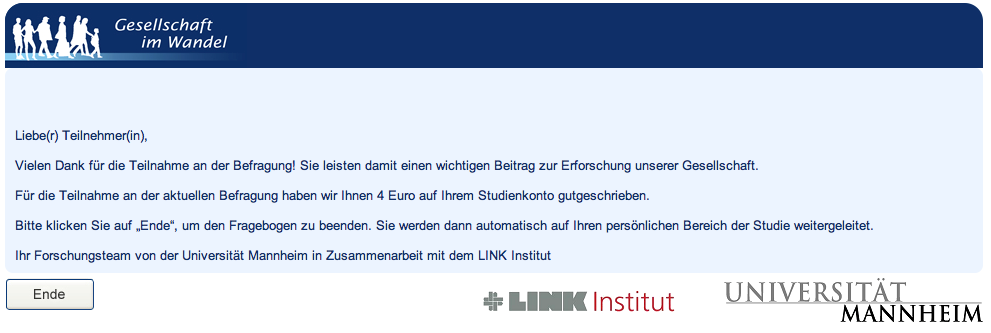 Gesellschaft
im Wandel
Liebe(r) Teilnehmer(in),
Vielen Dank für die Teilnahme an der Befragung! Sie leisten damit einen wichtigen Beitrag zur Erforschung unserer Gesellschaft.
Für die Teilnahme an der aktuellen Befragung haben wir Ihnen 4 Euro auf Ihrem Studienkonto gutgeschrieben.
Bitte klicken Sie auf „Ende“, um den Fragebogen zu beenden. Sie werden dann automatisch auf Ihren persönlichen Bereich der Studie weitergeleitet.
Ihr Forschungsteam von der Universität Mannheim in Zusammenarbeit mit dem LINK Institut
Ende
LINK Institut
UNIVERSITÄT
MANNHEIM